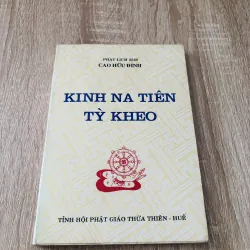 PHẬT LỊCH 2540
CAO HỮU ĐÍNH
KINH NA TIÊN
TỲ KHEO
TỈNH HỘI PHẬT GIÁO THỪA THIÊN - HUẾ